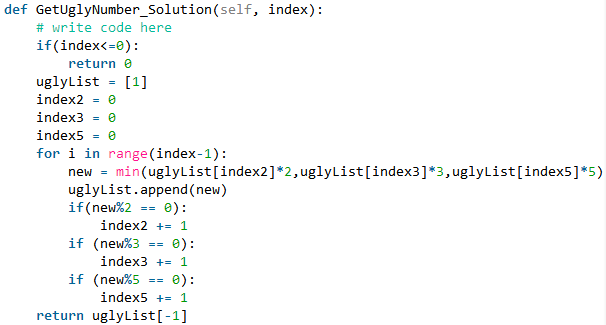 def GetUglyNumber_Solution(self, index):
    # write code here
    if(index<=0):
        return 0
    uglyList = [1]
    index2 = 0
    index3 = 0
    index5 = 0
    for i in range(index-1):
        new = min(uglyList[index2]*2,uglyList[index3]*3,uglyList[index5]*5)
        uglyList.append(new)
        if(new%2 == 0):
            index2 += 1
        if (new%3 == 0):
            index3 += 1
        if (new%5 == 0):
            index5 += 1
    return uglyList[-1]